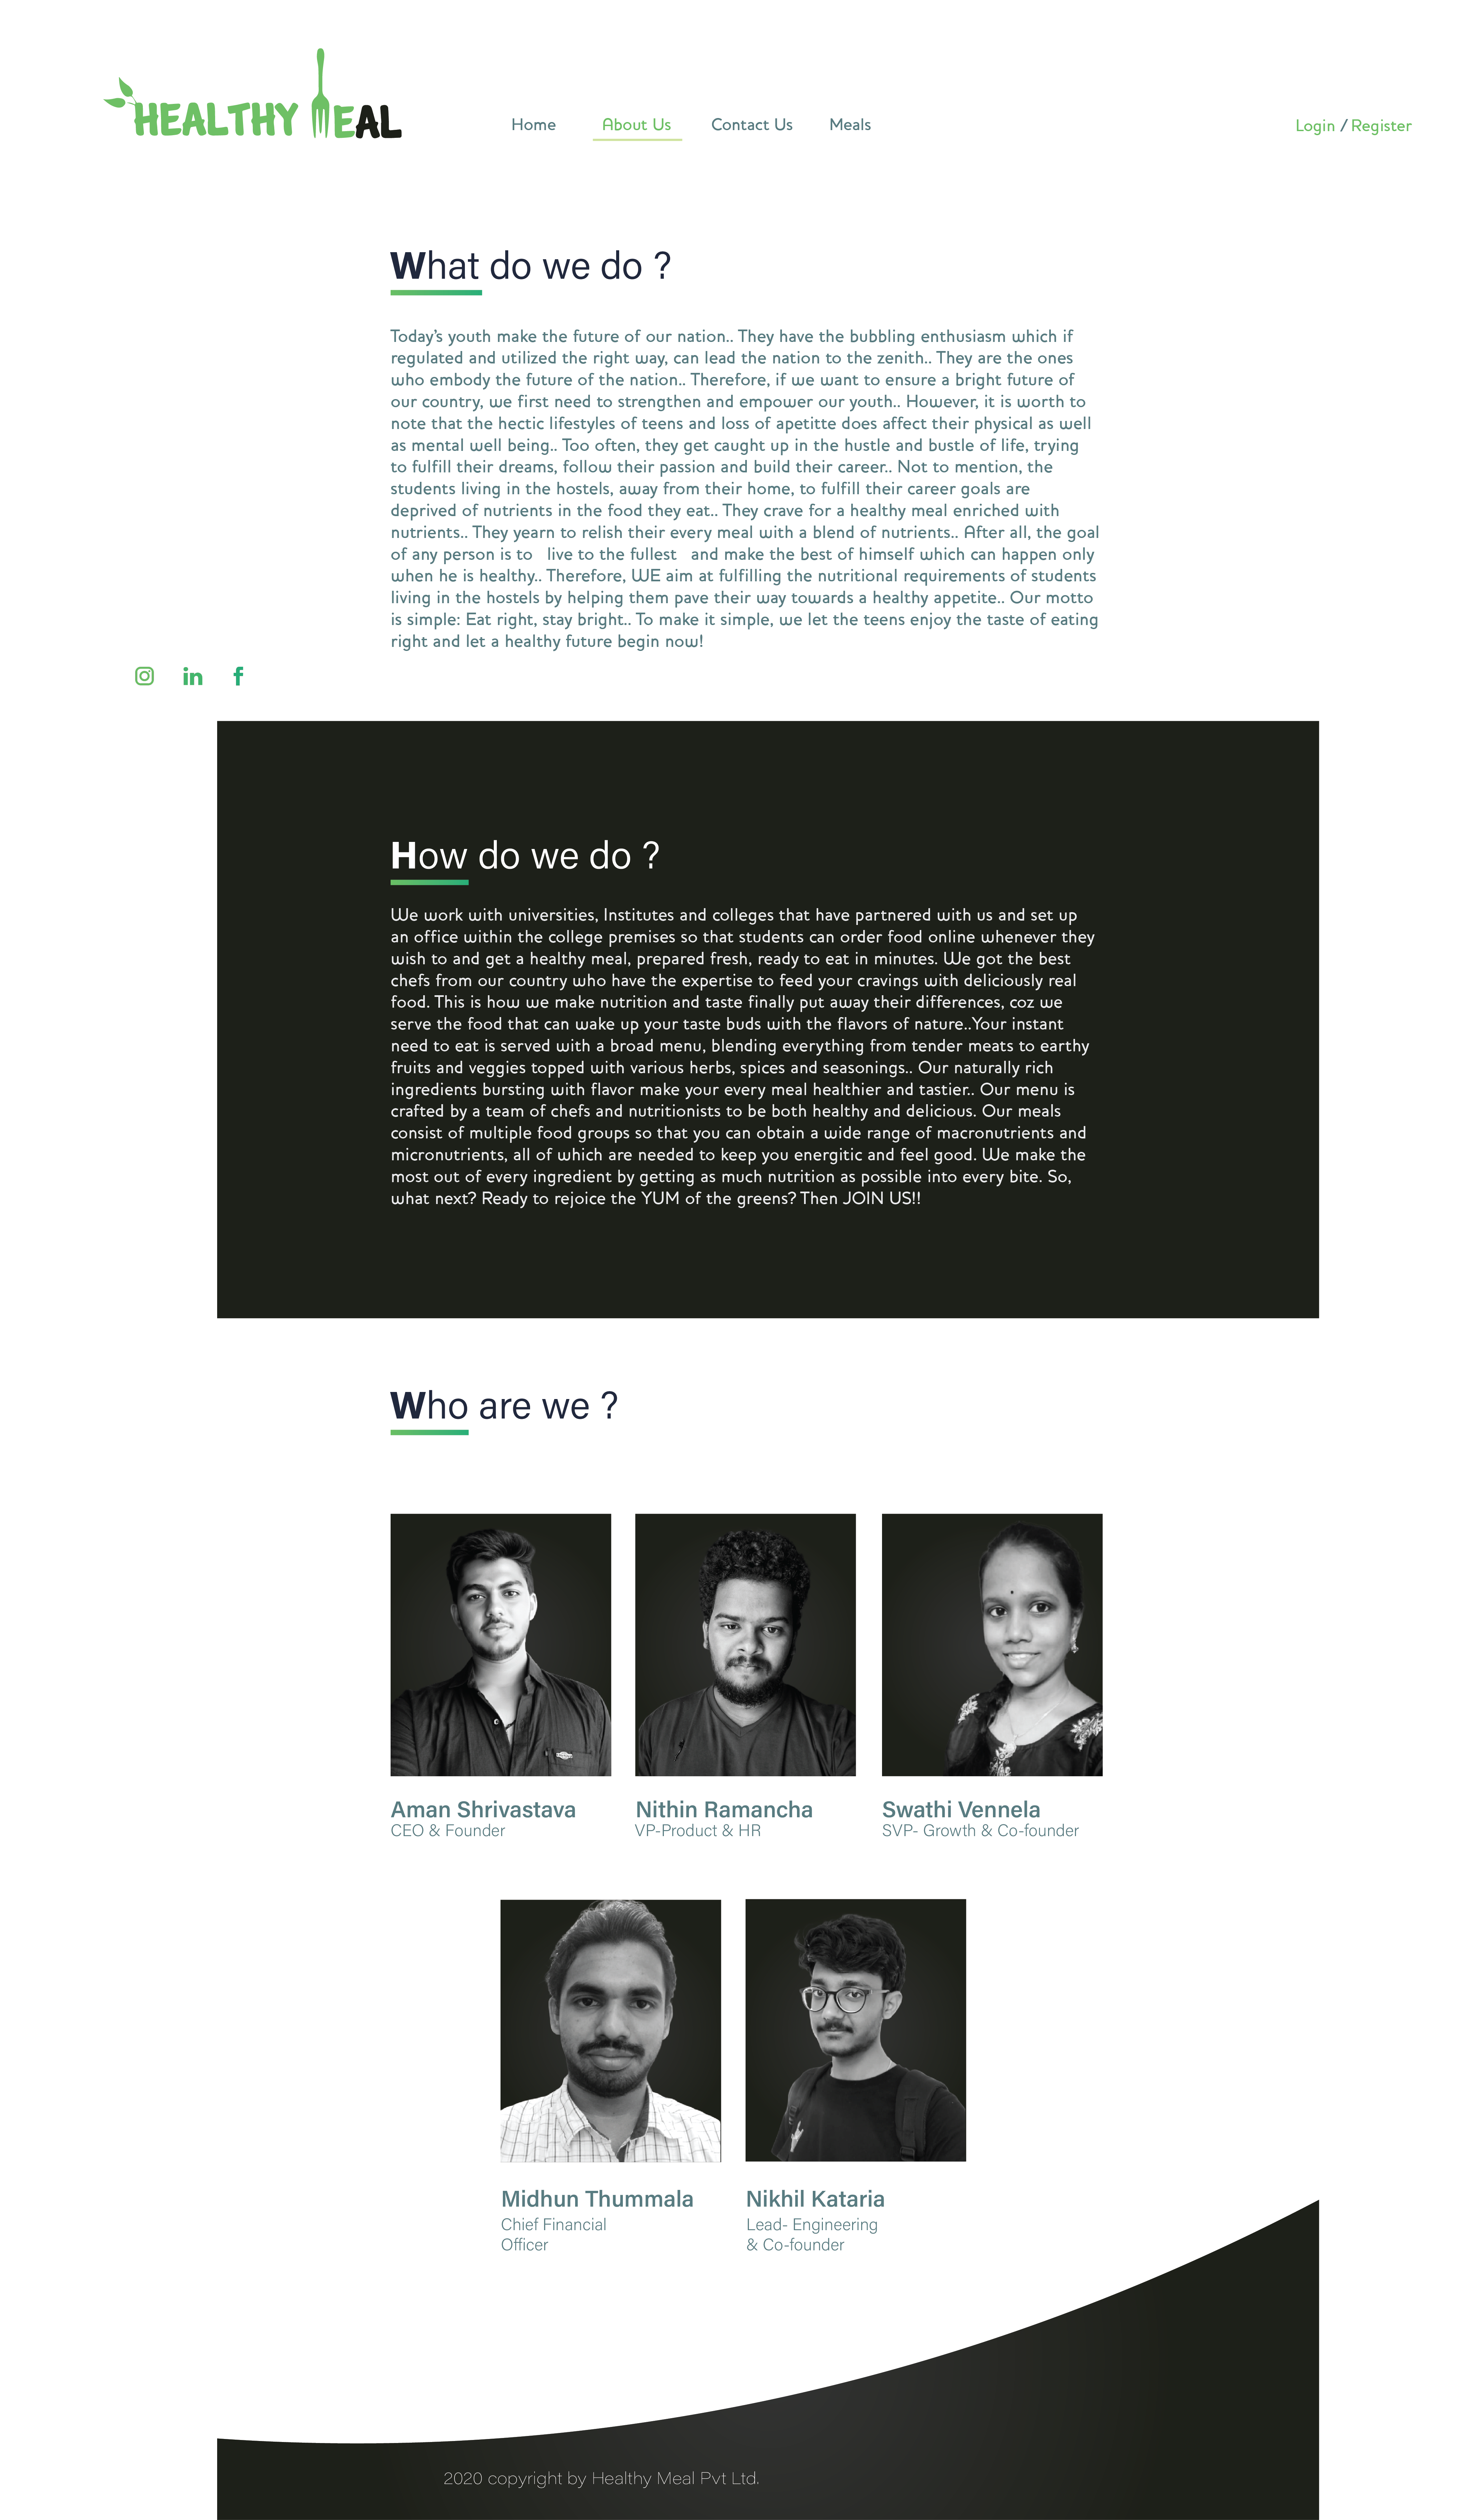 HEALTHY MEAL
Home About Us Contact Us Meals
Login / Register
What do we do ?
Today's youth make the future of our nation.. They have the bubbling enthusiasm which if
regulated and utilized the right way, can lead the nation to the zenith.. They are the ones
who embody the future of the nation.. Therefore, if we want to ensure a bright future of
our country, we first need to strengthen and empower our youth.. However, it is worth to
note that the hectic lifestyles of teens and loss of apetitte does affect their physical as well
as mental well being.. Too often, they get caught up in the hustle and bustle of life, trying
to fulfill their dreams, follow their passion and build their career.. Not to mention, the
students living in the hostels, away from their home, to fulfill their career goals are
deprived of nutrients in the food they eat.. They crave for a healthy meal enriched with
nutrients.. They yearn to relish their every meal with a blend of nutrients.. After all, the goal
of any person is to live to the fullest and make the best of himself which can happen only
when he is healthy.. Therefore, WE aim at fulfilling the nutritional requirements of students
living in the hostels by helping them pave their way towards a healthy appetite.. Our motto
is simple: Eat right, stay bright.. To make it simple, we let the teens enjoy the taste of eating
right and let a healthy future begin now!
How do we do ?
We work with universities, Institutes and colleges that have partnered with us and set up
an office within the college premises so that students can order food online whenever they
wish to and get a healthy meal, prepared fresh, ready to eat in minutes. We got the best
chefs from our country who have the expertise to feed your cravings with deliciously real
food. This is how we make nutrition and taste finally put away their differences, coz we
serve the food that can wake up your taste buds with the flavors of nature..Your instant
need to eat is served with a broad menu, blending everything from tender meats to earthy
fruits and veggies topped with various herbs, spices and seasonings.. Our naturally rich
ingredients bursting with flavor make your every meal healthier and tastier.. Our menu is
crafted by a team of chefs and nutritionists to be both healthy and delicious. Our meals
consist of multiple food groups so that you can obtain a wide range of macronutrients and
micronutrients, all of which are needed to keep you energitic and feel good. We make the
most out of every ingredient by getting as much nutrition as possible into every bite. So,
what next? Ready to rejoice the YUM of the greens? Then JOIN US!!
Who are we ?
Aman Shrivastava
CEO & Founder
Nithin Ramancha
VP-Product & HR
Swathi Vennela
SVP- Growth & Co-founder
Midhun Thummala
Chief Financial
Officer
Nikhil Kataria
Lead- Engineering
& Co-founder
2020 copyright by Healthy Meal Pvt Ltd.